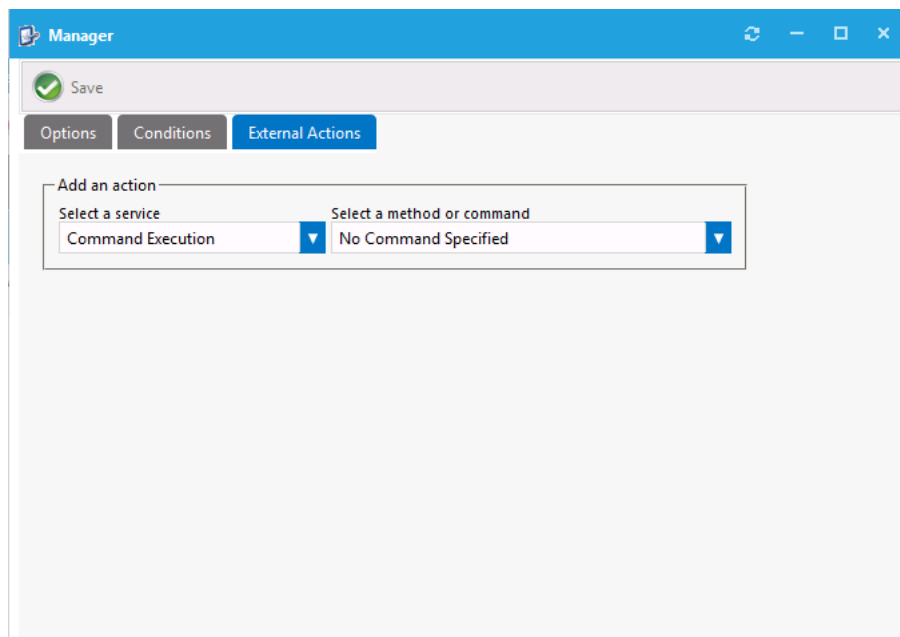 Manager
Save
Options Conditions External Actions
Add an action
Select a service Select a method or command
Command Execution No Command Specified